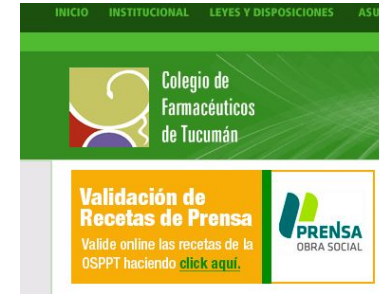 INICIO INSTITUCIONAL LEYES Y DISPOSICIONES ASU
Colegio de
Farmacéuticos
de Tucumán
Validación de
Recetas de Prensa
Valide online las recetas de la
OSPPT haciendo click aquí.
PRENSA
OBRA SOCIAL